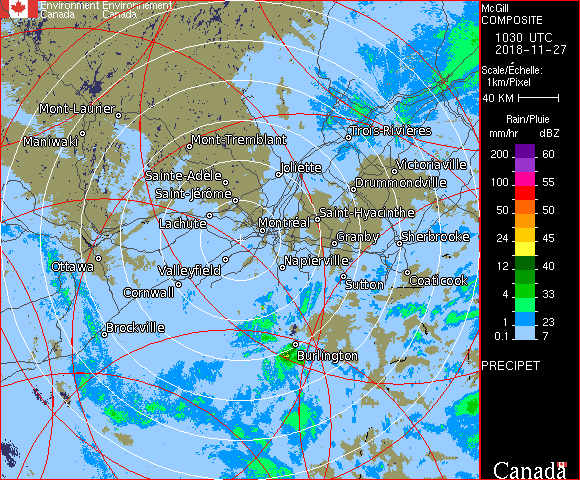 Environment Environnement
Canada Canada
McGill
COMPOSITE
1030 UTC
2018-11-27
Scale/Échelle:
1km/Pixel
40 KM
Rain/Pluie
mm/hr dBZ
200 60
100 55
50 50
24 45
12 40
4 33
1 23
0.1 7
PRECIPET
Canada
Mont-Laurier
Maniwaki
Mont-Tremblant
Trois-Rivières
Joliette
Victoriaville
Sainte-Adèle
Drummondville
Saint-Jérôme
Lachute
Saint-Hyacinthe
Montréal
Granby
Sherbrooke
Ottawa
Valleyfield
Napierville
Cornwall
Sutton
Coaticook
Brockville
Burlington